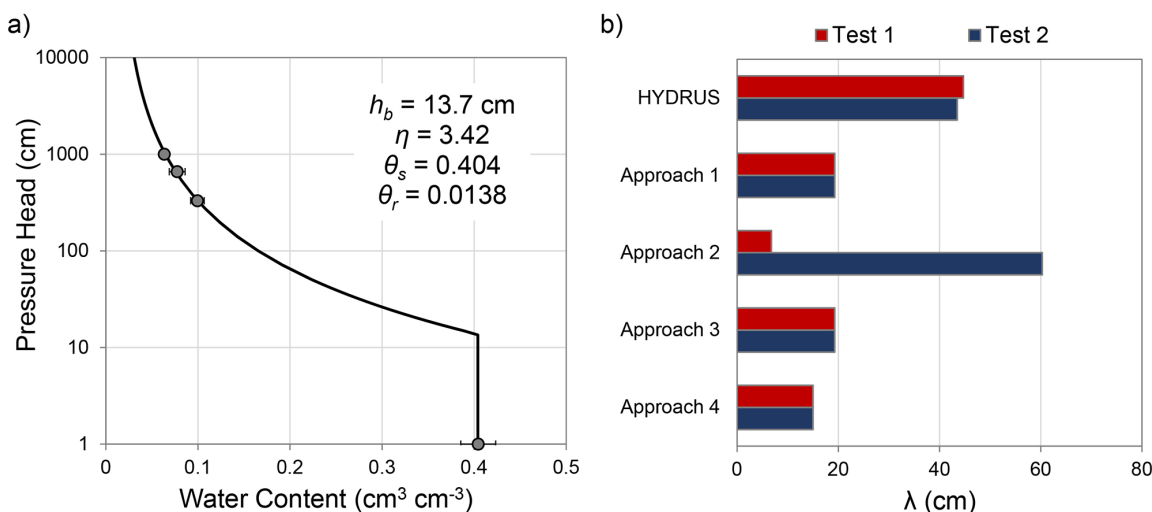 a)
10000
1000
100
10
1
Pressure Head (cm)
h_b = 13.7 cm
η = 3.42
θ_s = 0.404
θ_r = 0.0138
0 0.1 0.2 0.3 0.4 0.5
Water Content (cm³ cm⁻³)
b)
Test 1 Test 2
HYDRUS
Approach 1
Approach 2
Approach 3
Approach 4
0 20 40 60 80
λ (cm)